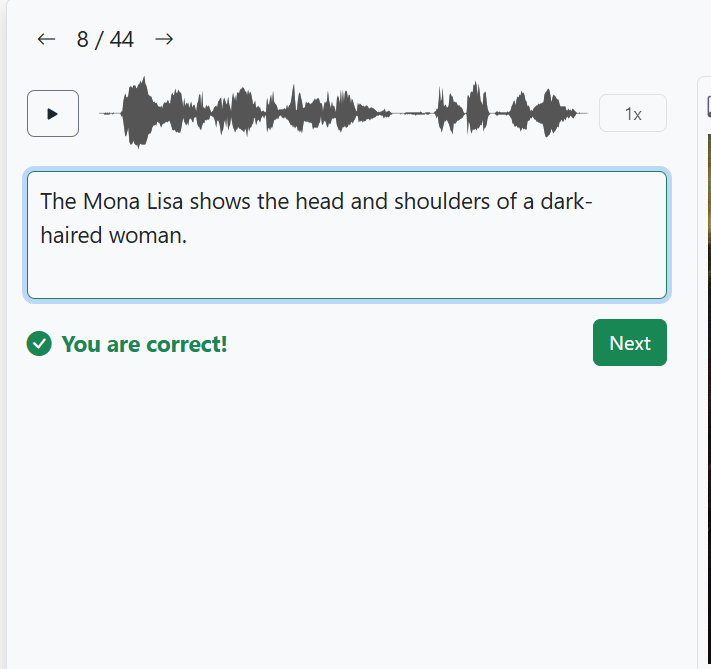 8 / 44
1x
The Mona Lisa shows the head and shoulders of a dark-
haired woman.
You are correct!
Next